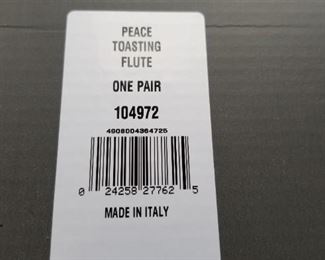 PEACE
TOASTING
FLUTE
ONE PAIR
104972
4908004364725
0 24258 27762 5
MADE IN ITALY